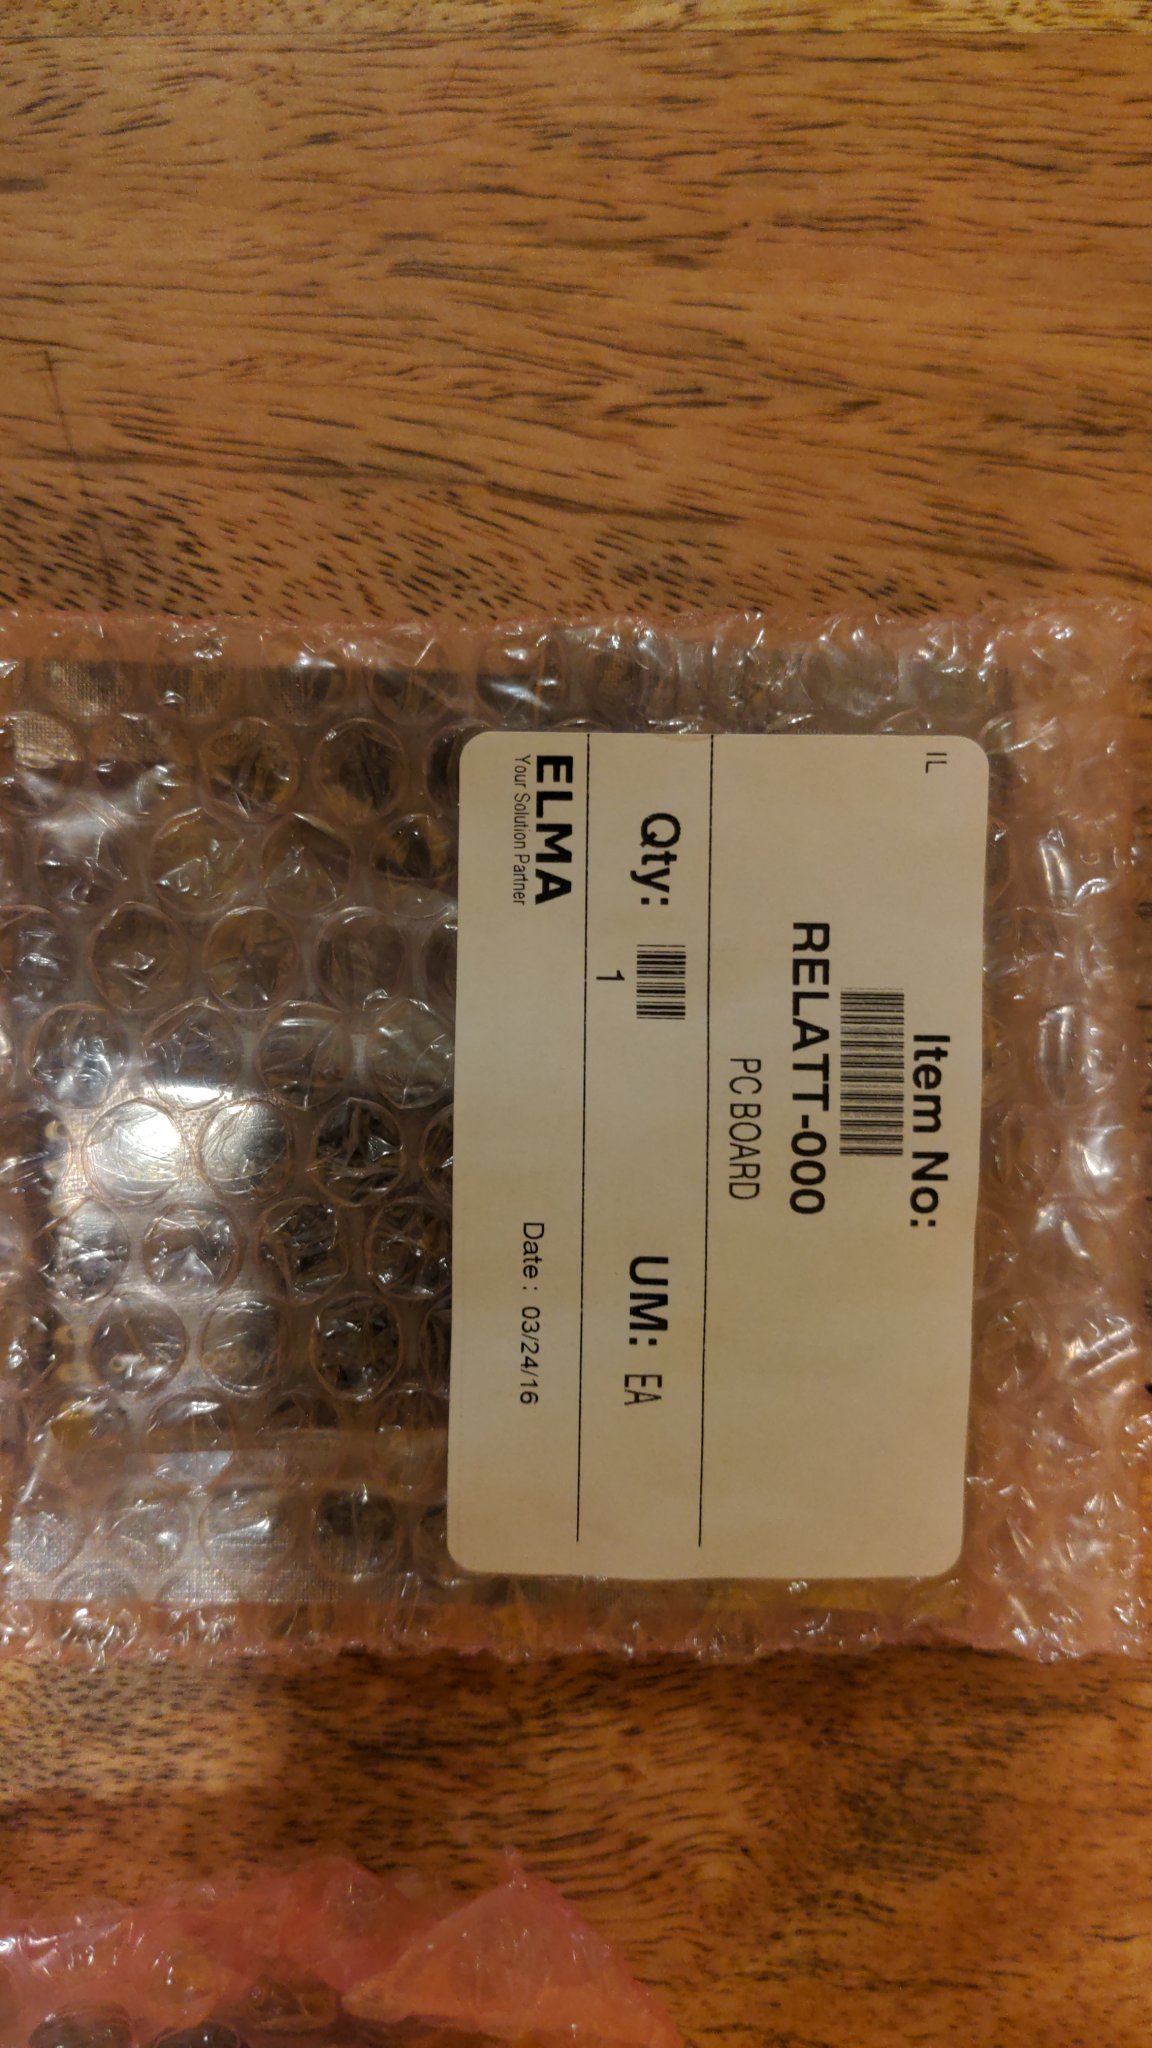 IL
Item No:
RELATT-000
PC BOARD
Qty:
1
UM: EA
ELMA
Your Solution Partner
Date : 03/24/16